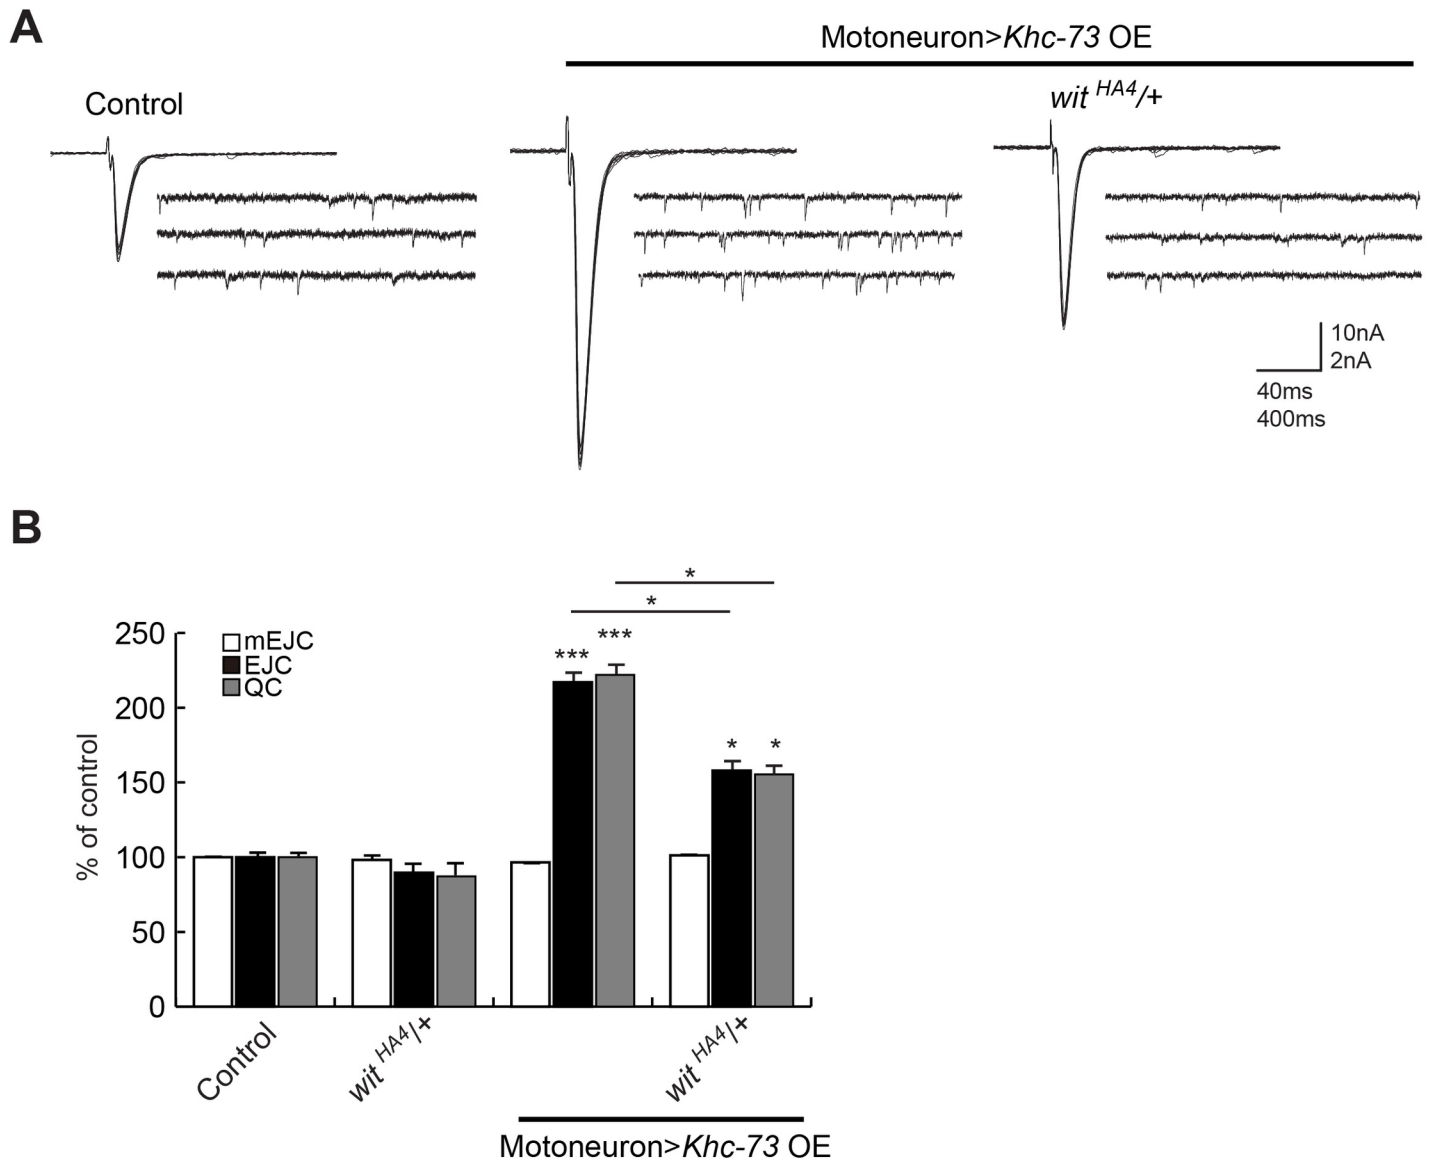 A
Motoneuron>Khc-73 OE
Control
wit HA4/+
10nA
2nA
40ms
400ms
B
*
*
250
mEJC
***
EJC
***
QC
200
*
*
% of control
150
100
50
0
Control
wit HA4/+
wit HA4/+
Motoneuron>Khc-73 OE